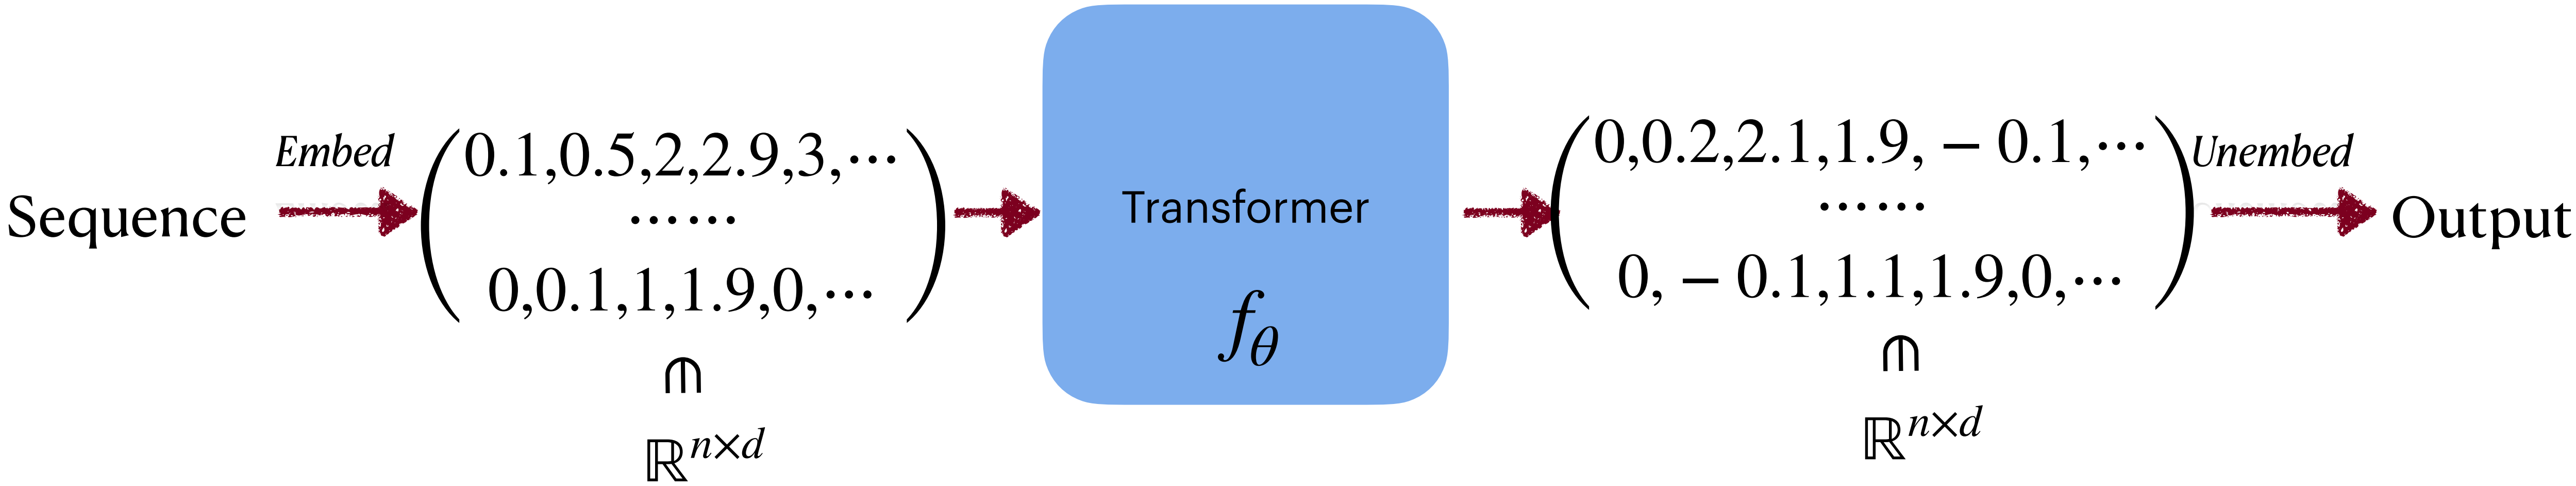 Sequence
Embed
0.1,0.5,2,2.9,3,⋯
⋯⋯
0,0.1,1,1.9,0,⋯
∈
ℝ^{n×d}
Transformer
f_θ
0,0.2,2.1,1.9, − 0.1,⋯
⋯⋯
0, − 0.1,1.1,1.9,0,⋯
∈
ℝ^{n×d}
Unembed
Output